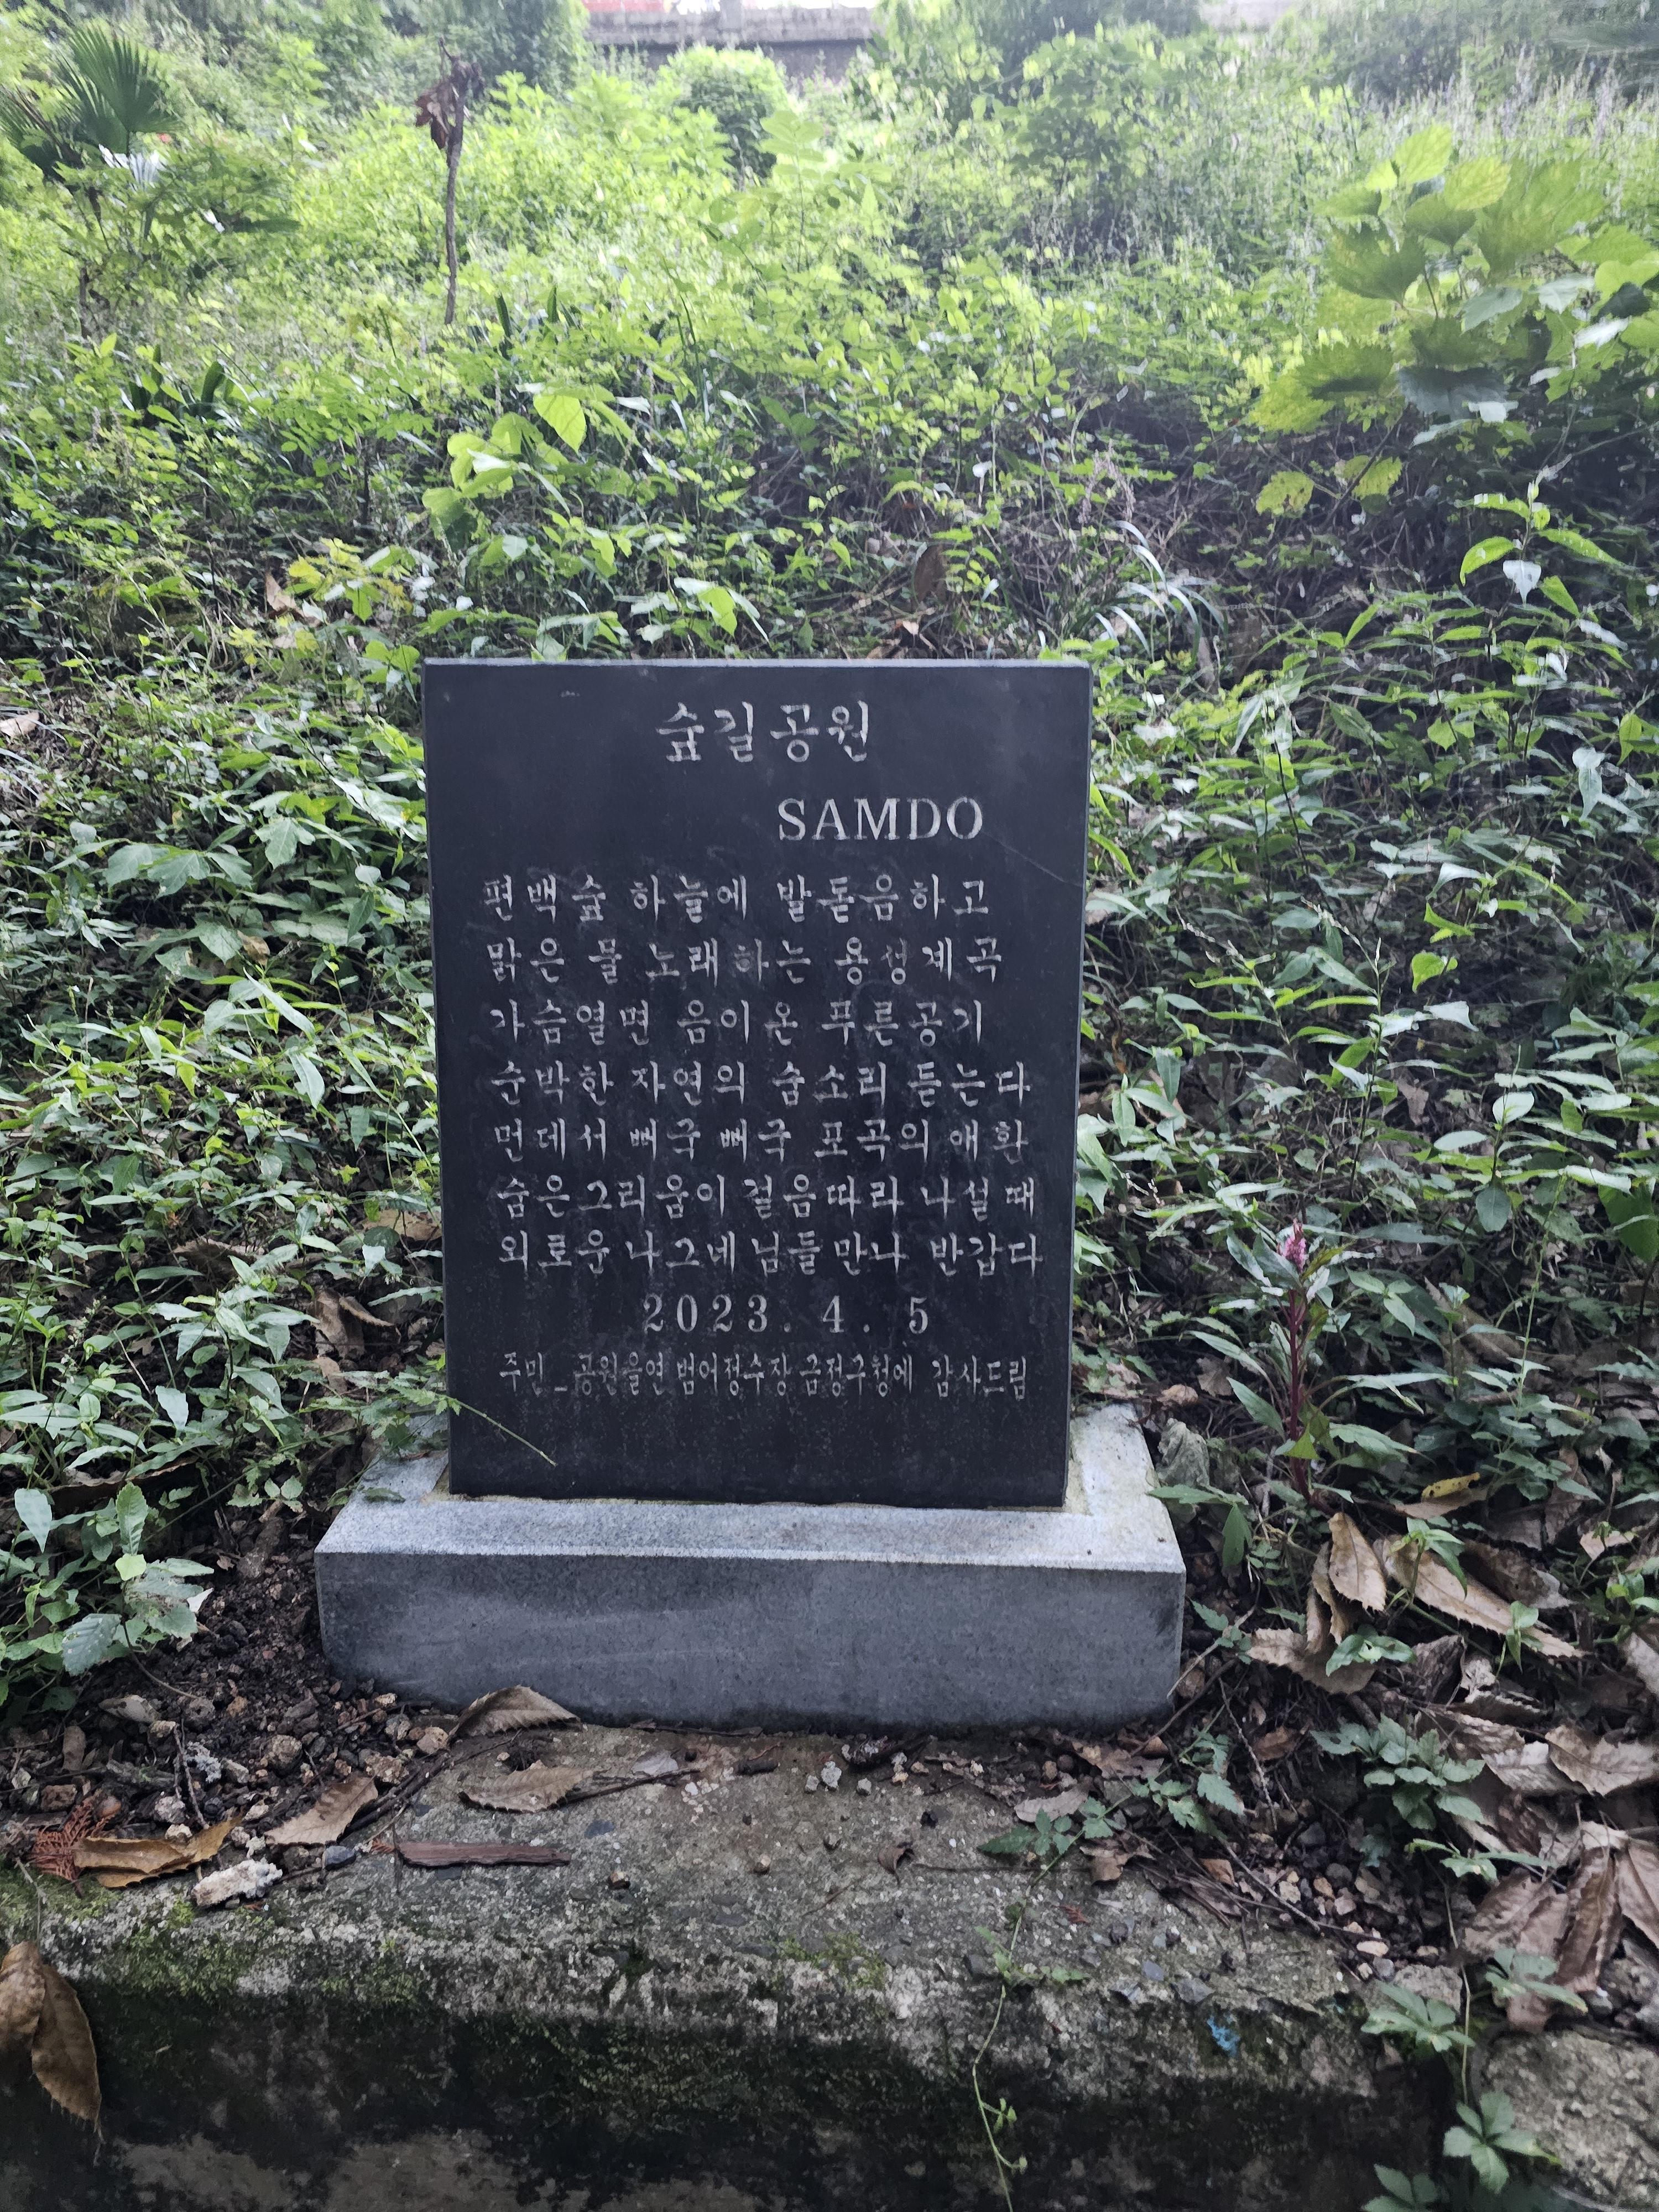 숲길공원
SAMDO
편백숲 하늘에 발돋음하고
맑은 물 노래하는 용성계곡
가슴열면 음이온 푸른공기
순박한 자연의 숨소리 듣는다
먼데서 뻐국 뻐국 포곡의 애환
숨은그리움이 걸음따라 나설때
외로운 나그네 님들 만나 반갑다
2023. 4. 5
주민_공원을연 범어정수장 금정구청에 감사드림